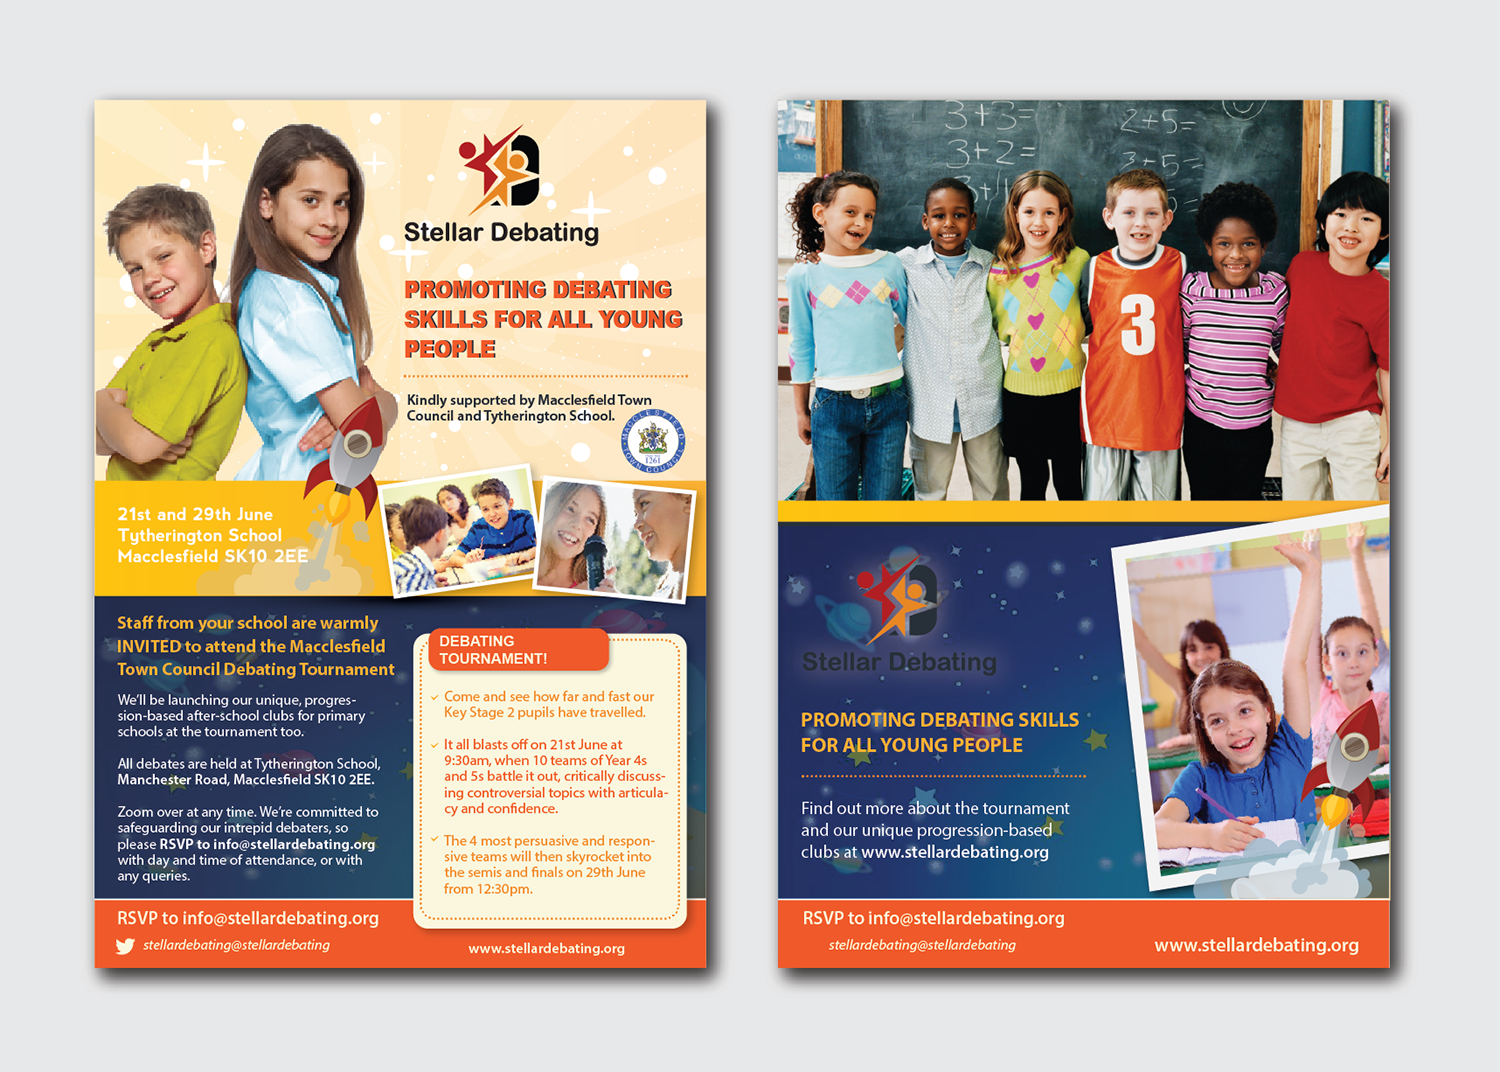 Stellar Debating
PROMOTING DEBATING
SKILLS FOR ALL YOUNG
PEOPLE
Kindly supported by Macclesfield Town
Council and Tytherington School.
MACCLESFIELD
TOWN COUNCIL
1261
21st and 29th June
Tytherington School
Macclesfield SK10 2EE
Staff from your school are warmly
INVITED to attend the Macclesfield
Town Council Debating Tournament
We'll be launching our unique, progres-
sion-based after-school clubs for primary
schools at the tournament too.
All debates are held at Tytherington School,
Manchester Road, Macclesfield SK10 2EE.
Zoom over at any time. We're committed to
safeguarding our intrepid debaters, so
please RSVP to info@stellardebating.org
with day and time of attendance, or with
any queries.
DEBATING
TOURNAMENT!
Come and see how far and fast our
Key Stage 2 pupils have travelled.
It all blasts off on 21st June at
9:30am, when 10 teams of Year 4s
and 5s battle it out, critically discuss-
ing controversial topics with articula-
cy and confidence.
The 4 most persuasive and respon-
sive teams will then skyrocket into
the semis and finals on 29th June
from 12:30pm.
RSVP to info@stellardebating.org
stellardebating@stellardebating
www.stellardebating.org
3+3=
2+5=
3+2=
3+5=
3
Stellar Debating
PROMOTING DEBATING SKILLS
FOR ALL YOUNG PEOPLE
Find out more about the tournament
and our unique progression-based
clubs at www.stellardebating.org
RSVP to info@stellardebating.org
stellardebating@stellardebating
www.stellardebating.org